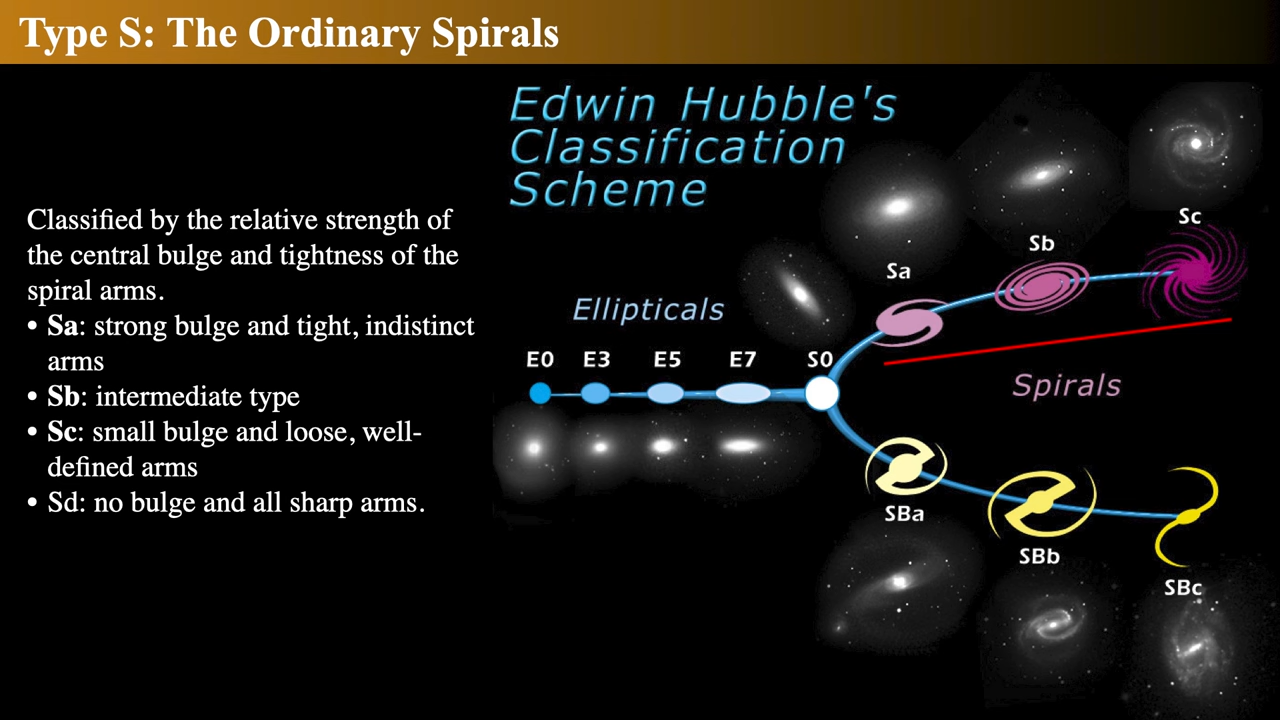 Type S: The Ordinary Spirals
Classified by the relative strength of
the central bulge and tightness of the
spiral arms.
• Sa: strong bulge and tight, indistinct
arms
• Sb: intermediate type
• Sc: small bulge and loose, well-
defined arms
• Sd: no bulge and all sharp arms.
Edwin Hubble's
Classification
Scheme
Ellipticals
E0 E3 E5 E7 S0
Sa
Sb
Sc
Spirals
SBa
SBb
SBc